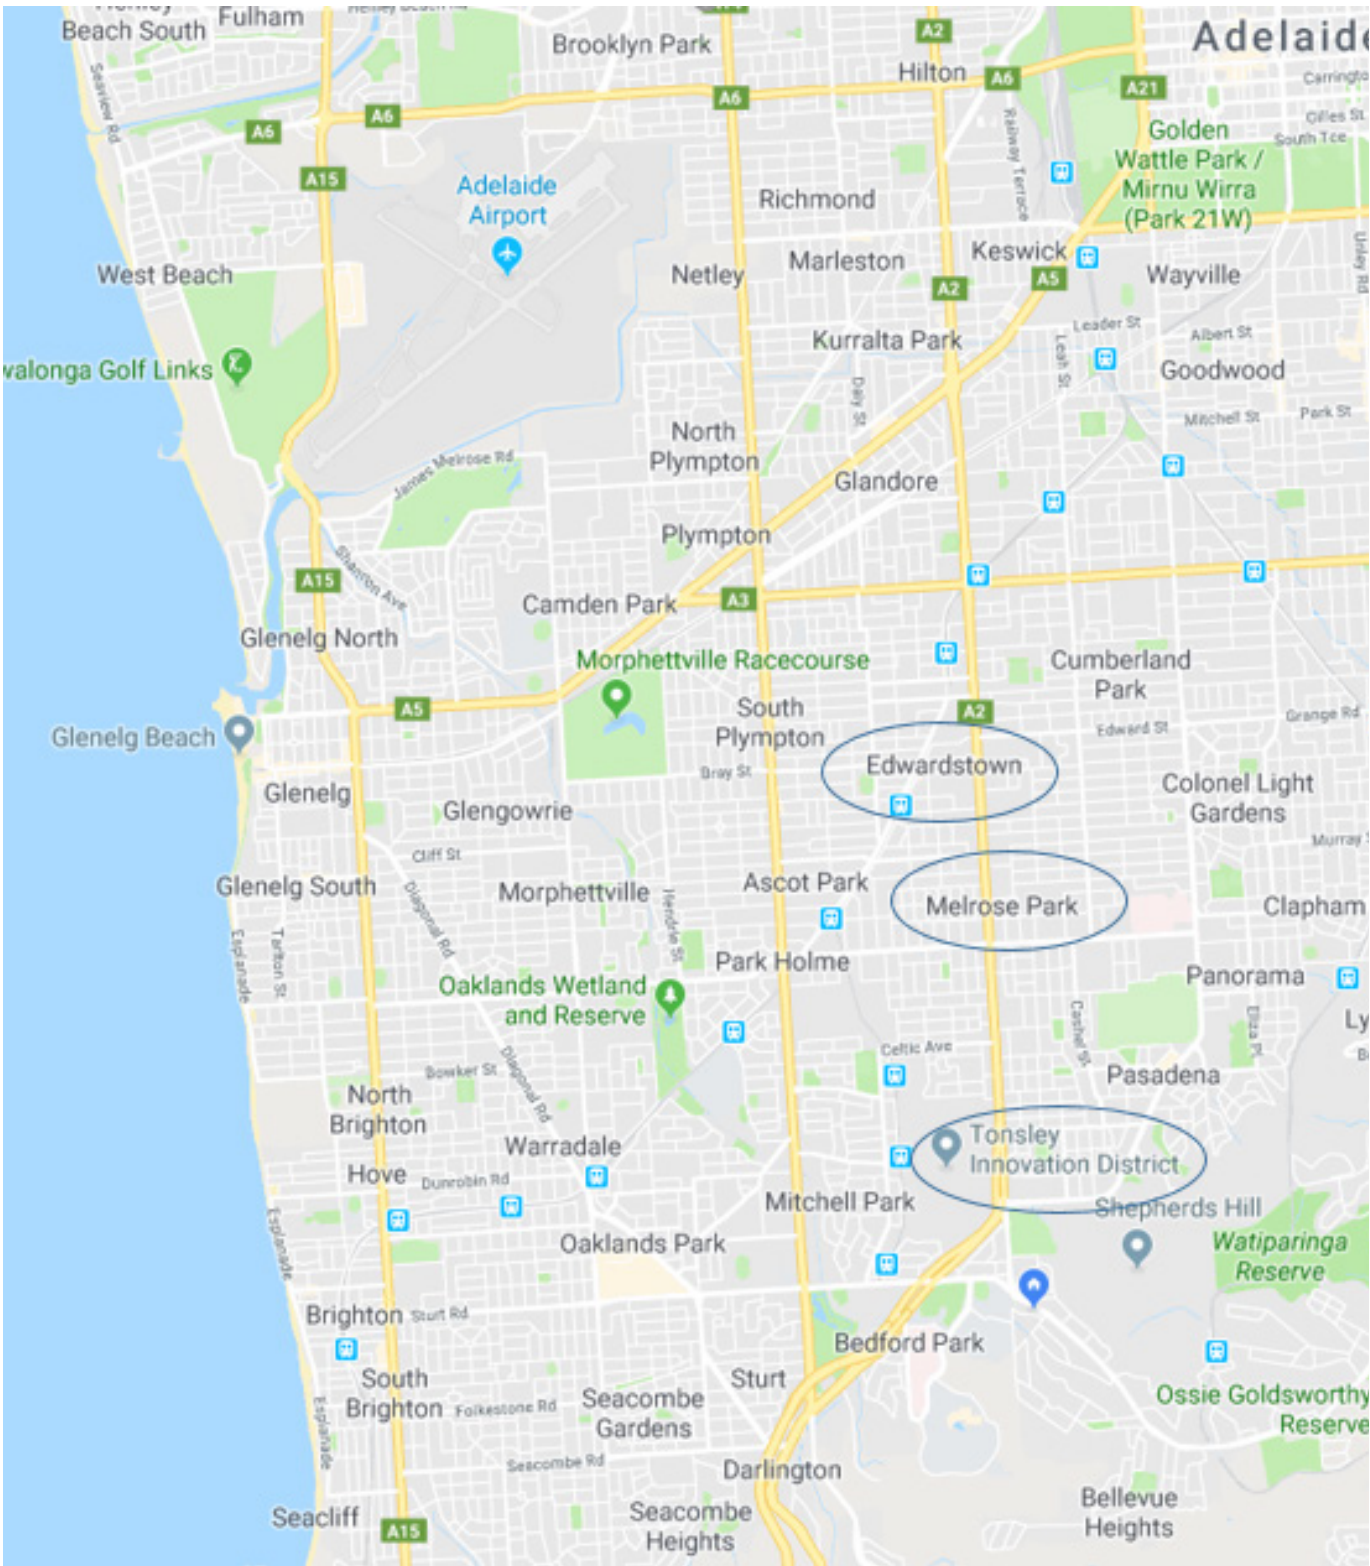 Beach South
Fulham
Brooklyn Park
A2
Adelaide
Hilton
A6
Carringto
A6
A6
A6
A21
Seaview Rd
Gilles St
South Tce
Golden
Wattle Park /
Mirnu Wirra
(Park 21W)
Railway Terrace
A15
Adelaide
Airport
Richmond
Keswick
Marleston
West Beach
Netley
A2
A5
Wayville
Unley Rd
Kurralta Park
Leader St
Albert St
Leah St
walonga Golf Links
Goodwood
Daly St
Mitchell St
Park St
North
Plympton
James Melrose Rd
Glandore
Plympton
Shannon Ave
A15
Camden Park
A3
Glenelg North
Morphettville Racecourse
Cumberland
Park
A5
South
Plympton
A2
Edward St
Grange Rd
Glenelg Beach
Edwardstown
Bray St
Glenelg
Glengowrie
Colonel Light
Gardens
Murray
Cliff St
Glenelg South
Morphettville
Ascot Park
Melrose Park
Clapham
Diagonal Rd
Hendrie St
Esplanade
Tarlton St
Park Holme
Panorama
Oaklands Wetland
and Reserve
Ly
Cashel St
Eliza Pl
Celtic Ave
Bowker St
Diagonal Rd
Pasadena
North
Brighton
Warradale
Tonsley
Innovation District
Hove
Dunrobin Rd
Mitchell Park
Shepherds Hill
Esplanade
Oaklands Park
Watiparinga
Reserve
Brighton
Sturt Rd
Bedford Park
South
Brighton
Sturt
Folkestone Rd
Seacombe
Gardens
Ossie Goldsworthy
Reserve
Esplanade
Seacombe Rd
Darlington
Seacliff
A15
Seacombe
Heights
Bellevue
Heights